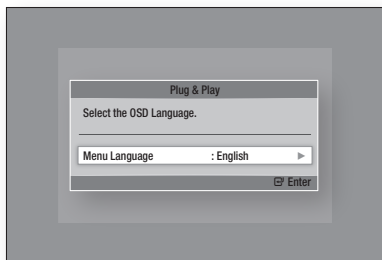 Plug & Play
Select the OSD Language.
Menu Language : English ►
Enter